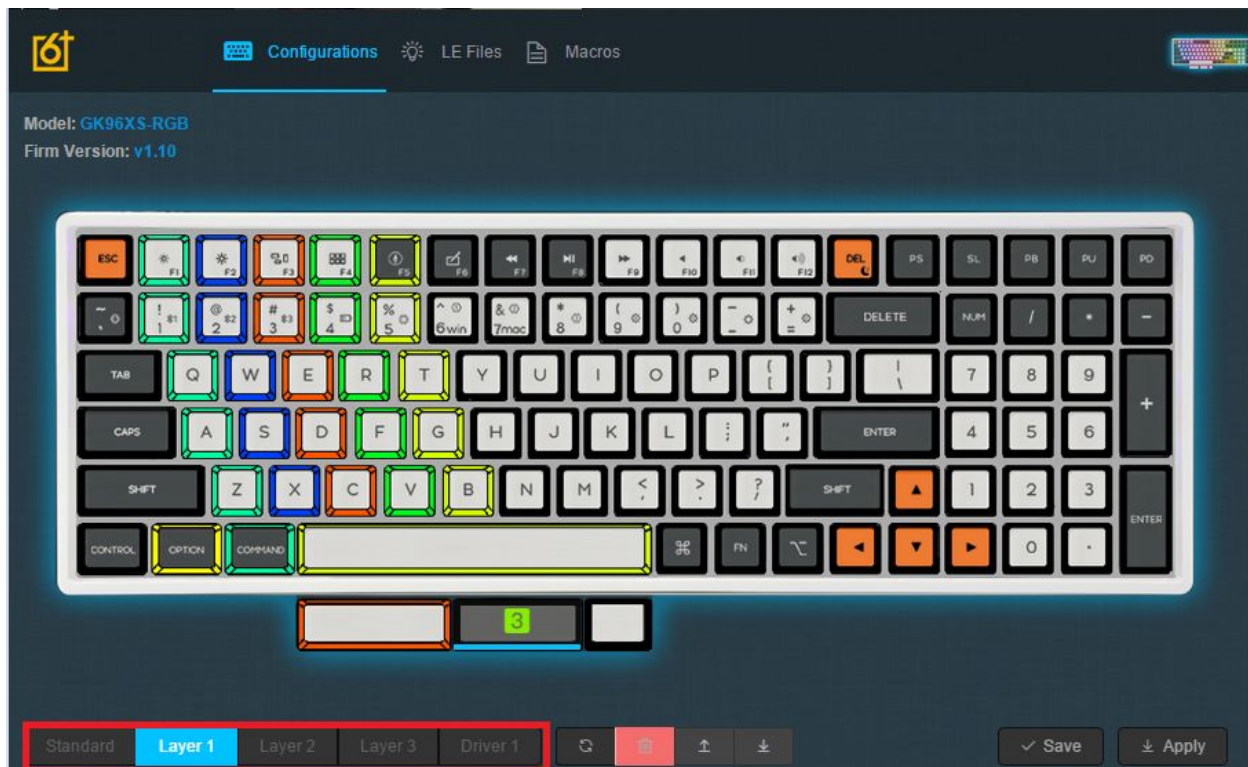 Configurations LE Files Macros
Model: GK96XS-RGB
Firm Version: v1.10
ESC F1 F2 F3 F4 F5 F6 F7 F8 F9 F10 F11 F12 DEL PS SL PB PU PD
~ ! 1 @ 2 # 3 $ 4 % 5 ^ 6win & 7mac * 8 ( 9 ) 0 - _ + = DELETE NUM / * -
TAB Q W E R T Y U I O P { [ } ] | \ 7 8 9 +
CAPS A S D F G H J K L ; : " , ENTER 4 5 6
SHIFT Z X C V B N M < , > . ? / SHIFT 1 2 3 ENTER
CONTROL OPTION COMMAND ⌘ FN ⌥ 0 .
3
Standard Layer 1 Layer 2 Layer 3 Driver 1 Save Apply